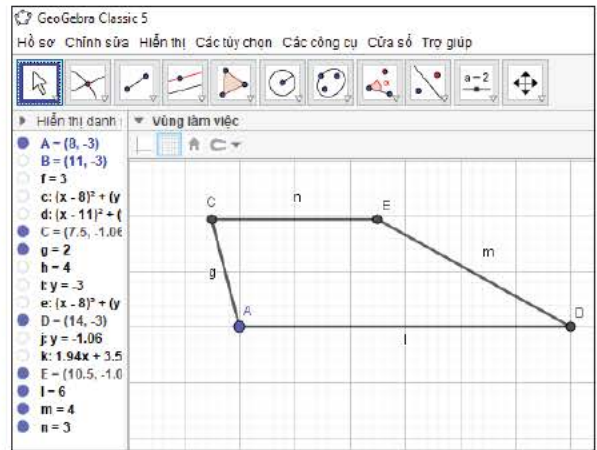 GeoGebra Classic 5
Hồ sơ Chỉnh sửa Hiển thị Các tùy chọn Các công cụ Cửa sổ Trợ giúp
a=2
Hiển thị danh
Vùng làm việc
A = (8, -3)
B = (11, -3)
f = 3
c: (x - 8)² + (y
d: (x - 11)² + (
C = (7.5, -1.06
g = 2
h = 4
i: y = -3
e: (x - 8)² + (y
D = (14, -3)
j: y = -1.06
k: 1.94x + 3.5
E = (10.5, -1.0
l = 6
m = 4
n = 3
C
n
E
m
g
A
D
l